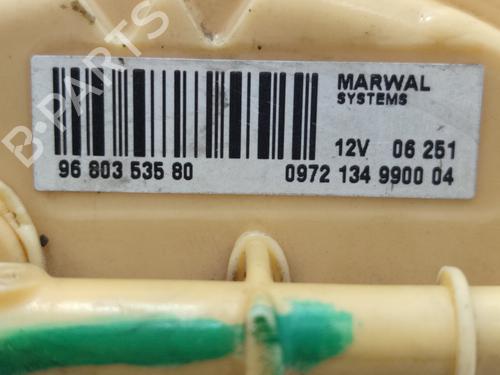 MARWAL
SYSTEMS
12V 06 251
96 803 535 80
0972 134 9900 04
B-PARTS